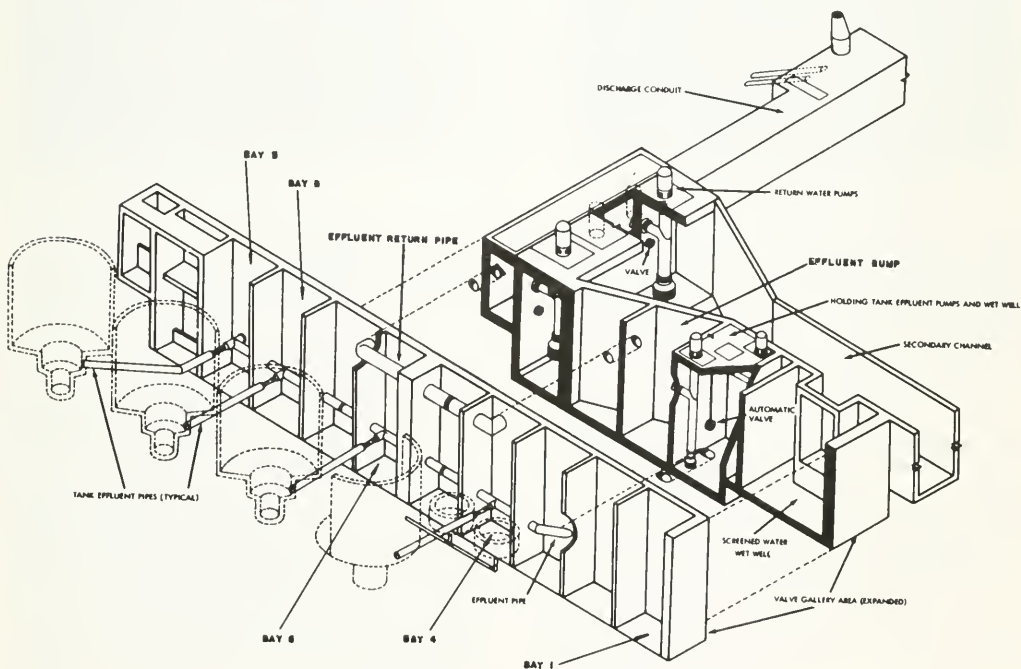 DISCHARGE CONDUIT
BAY 9
BAY 8
RETURN WATER PUMPS
EFFLUENT RETURN PIPE
VALVE
EFFLUENT SUMP
HOLDING TANK EFFLUENT PUMPS AND WET WELL
SECONDARY CHANNEL
AUTOMATIC
VALVE
TANK EFFLUENT PIPES (TYPICAL)
SCREENED WATER
WET WELL
EFFLUENT PIPE
VALVE GALLERY AREA (EXPANDED)
BAY 6
BAY 4
BAY 1